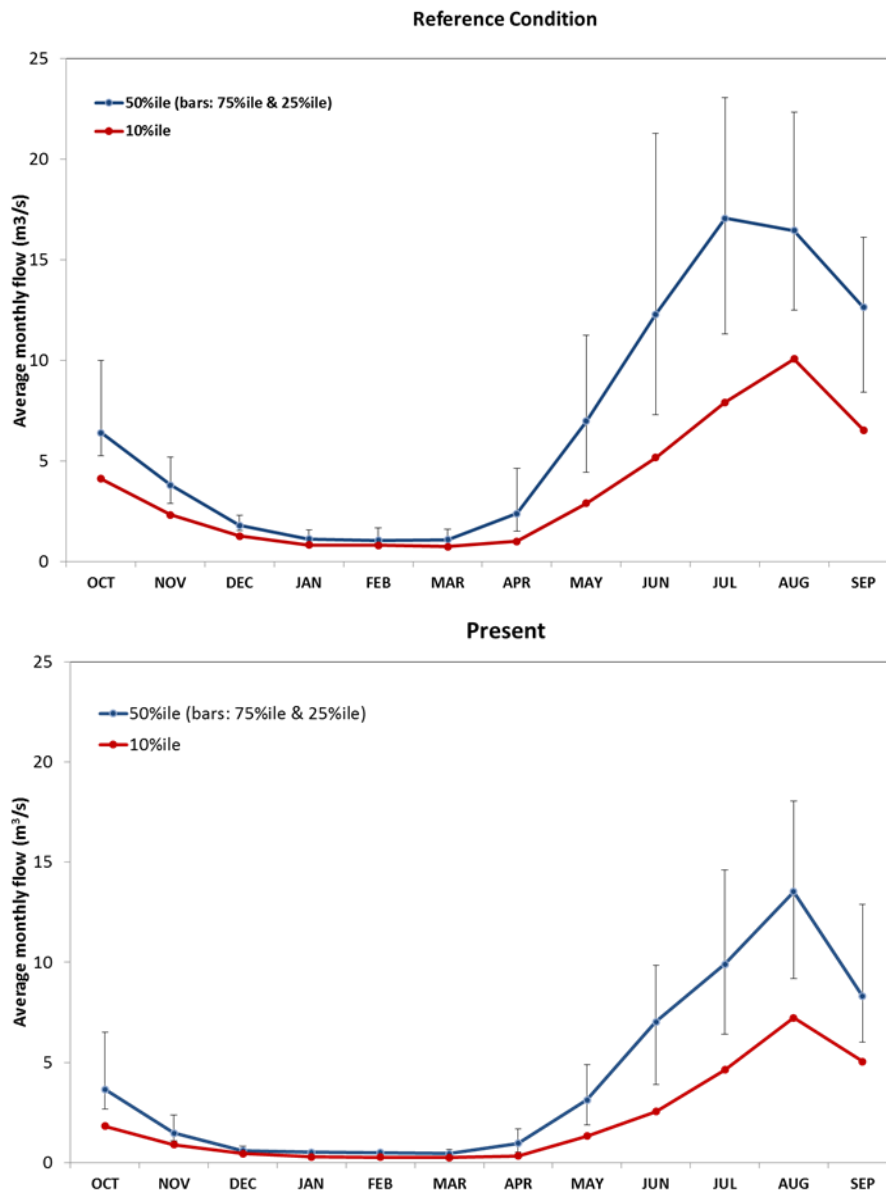 Reference Condition
25
50%ile (bars: 75%ile & 25%ile)
10%ile
20
15
10
5
0
Average monthly flow (m3/s)
OCT NOV DEC JAN FEB MAR APR MAY JUN JUL AUG SEP
Present
25
50%ile (bars: 75%ile & 25%ile)
10%ile
20
15
10
5
0
Average monthly flow (m³/s)
OCT NOV DEC JAN FEB MAR APR MAY JUN JUL AUG SEP